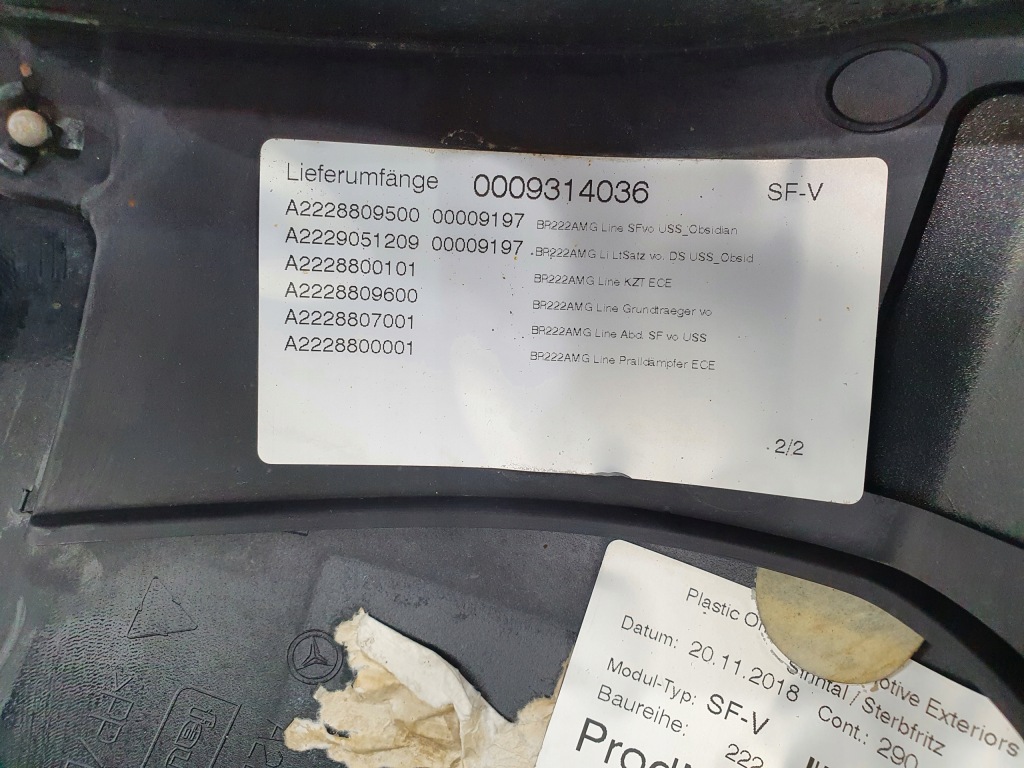 Lieferumfänge 0009314036 SF-V
A2228809500 00009197 BR222AMG Line SFvo USS_Obsidian
A2229051209 00009197 BR222AMG Li LtSatz vo. DS USS_Obsid
A2228800101 BR222AMG Line KZT ECE
A2228809600 BR222AMG Line Grundtraeger vo
A2228807001 BR222AMG Line Abd. SF vo USS
A2228800001 BR222AMG Line Pralldämpfer ECE
2/2
Plastic Automotive Exteriors
Sinntal / Sterbfritz
Datum: 20.11.2018 Cont.: 290
Modul-Typ: SF-V
Baureihe: 222